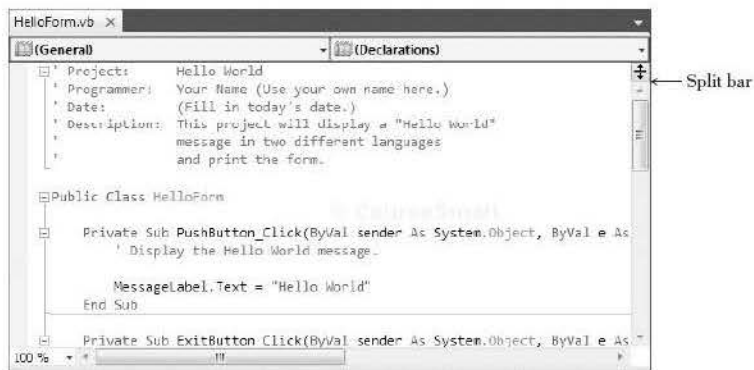 HelloForm.vb ×
(General) (Declarations)
' Project: Hello World
' Programmer: Your Name (Use your own name here.)
' Date: (Fill in today's date.)
' Description: This project will display a "Hello World"
' message in two different languages
' and print the form.
Split bar
Public Class HelloForm
Private Sub PushButton_Click(ByVal sender As System.Object, ByVal e As
' Display the Hello World message.
MessageLabel.Text = "Hello World"
End Sub
Private Sub ExitButton_Click(ByVal sender As System.Object, ByVal e As
100 %